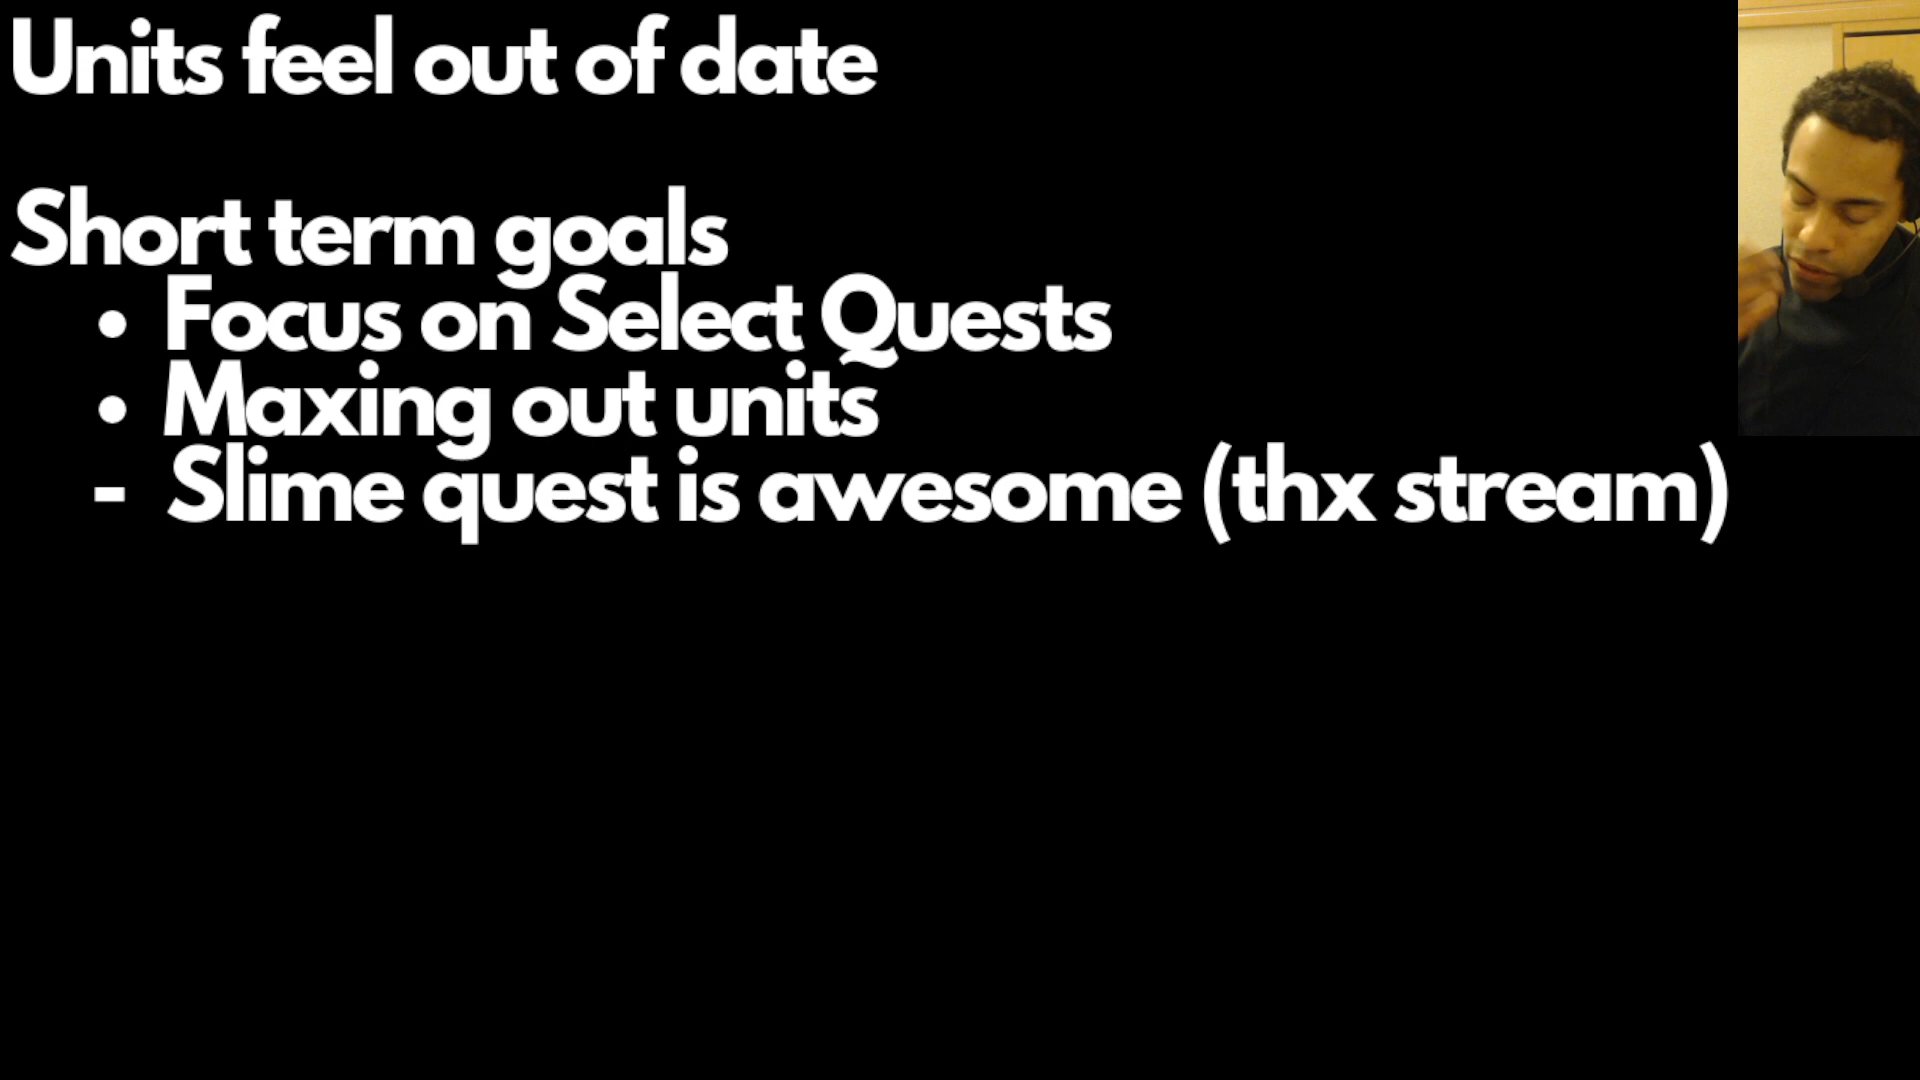 Units feel out of date
Short term goals
• Focus on Select Quests
• Maxing out units
- Slime quest is awesome (thx stream)